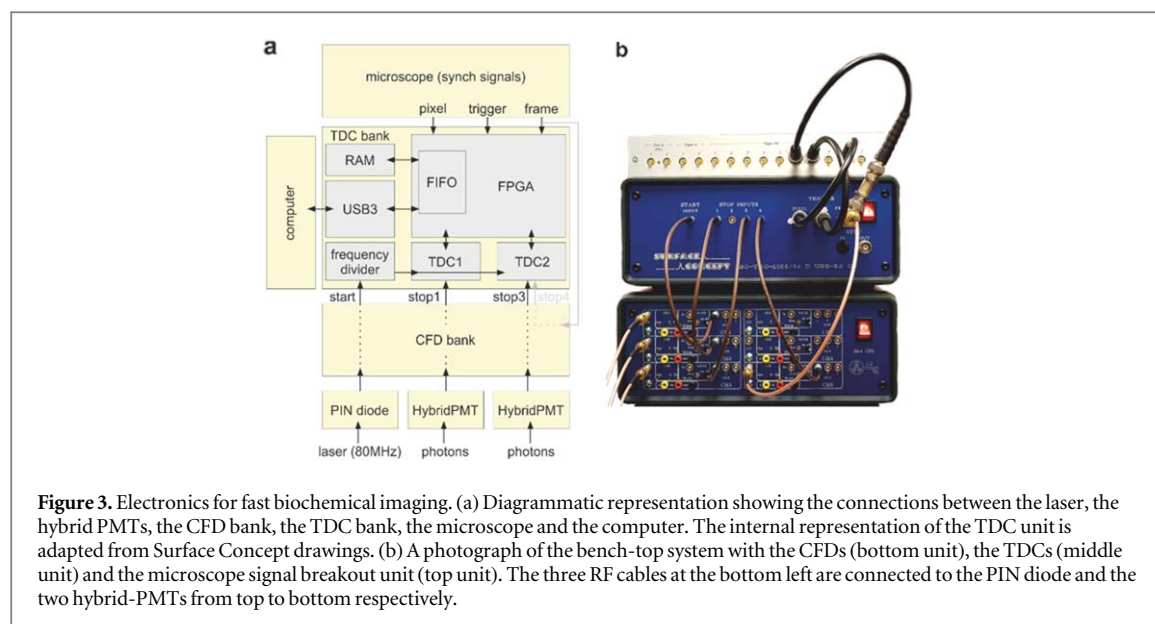 a
b
microscope (synch signals)
pixel trigger frame
TDC bank
RAM
FIFO
FPGA
USB3
computer
frequency
divider
TDC1
TDC2
start stop1 stop3 stop4
CFD bank
PIN diode HybridPMT HybridPMT
laser (80MHz) photons photons
START
INPUT
STOP INPUTS
1 2 3 4
PIXEL
SURFACE
CONCEPT
Figure 3. Electronics for fast biochemical imaging. (a) Diagrammatic representation showing the connections between the laser, the
hybrid PMTs, the CFD bank, the TDC bank, the microscope and the computer. The internal representation of the TDC unit is
adapted from Surface Concept drawings. (b) A photograph of the bench-top system with the CFDs (bottom unit), the TDCs (middle
unit) and the microscope signal breakout unit (top unit). The three RF cables at the bottom left are connected to the PIN diode and the
two hybrid-PMTs from top to bottom respectively.